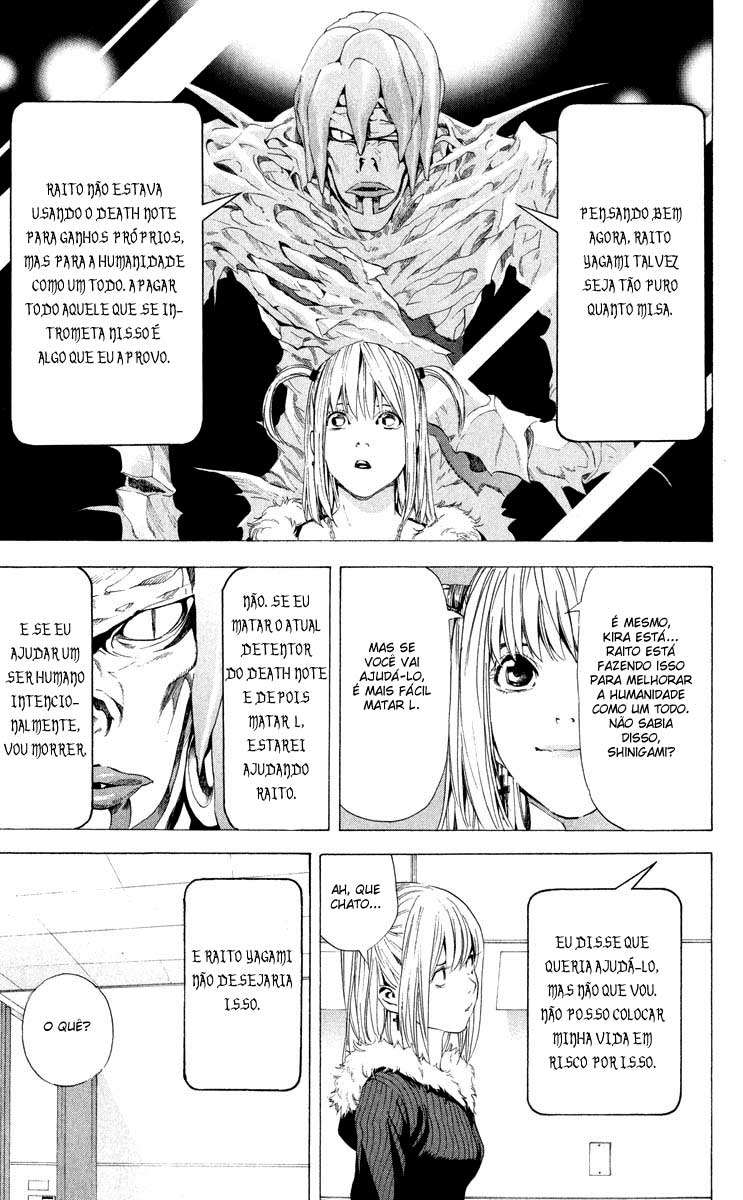 PENSANDO BEM
AGORA, RAITO
YAGAMI TALVEZ
SEJA TÃO PURO
QUANTO MISA.
RAITO NÃO ESTAVA
USANDO O DEATH NOTE
PARA GANHOS PRÓPRIOS,
MAS PARA A HUMANIDADE
COMO UM TODO. APAGAR
TODO AQUELE QUE SE IN-
TROMETA NISSO É
ALGO QUE EU APROVO.
É MESMO,
KIRA ESTÁ...
RAITO ESTÁ
FAZENDO ISSO
PARA MELHORAR
A HUMANIDADE
COMO UM TODO.
NÃO SABIA
DISSO,
SHINIGAMI?
MAS SE
VOCÊ VAI
AJUDÁ-LO,
É MAIS FÁCIL
MATAR L.
NÃO. SE EU
MATAR O ATUAL
DETENTOR
DO DEATH NOTE
E DEPOIS
MATAR L,
ESTAREI
AJUDANDO
RAITO.
E SE EU
AJUDAR UM
SER HUMANO
INTENCIO-
NALMENTE,
VOU MORRER.
EU DISSE QUE
QUERIA AJUDÁ-LO,
MAS NÃO QUE VOU.
NÃO POSSO COLOCAR
MINHA VIDA EM
RISCO POR ISSO.
AH, QUE
CHATO...
E RAITO YAGAMI
NÃO DESEJARIA
ISSO.
O QUÊ?